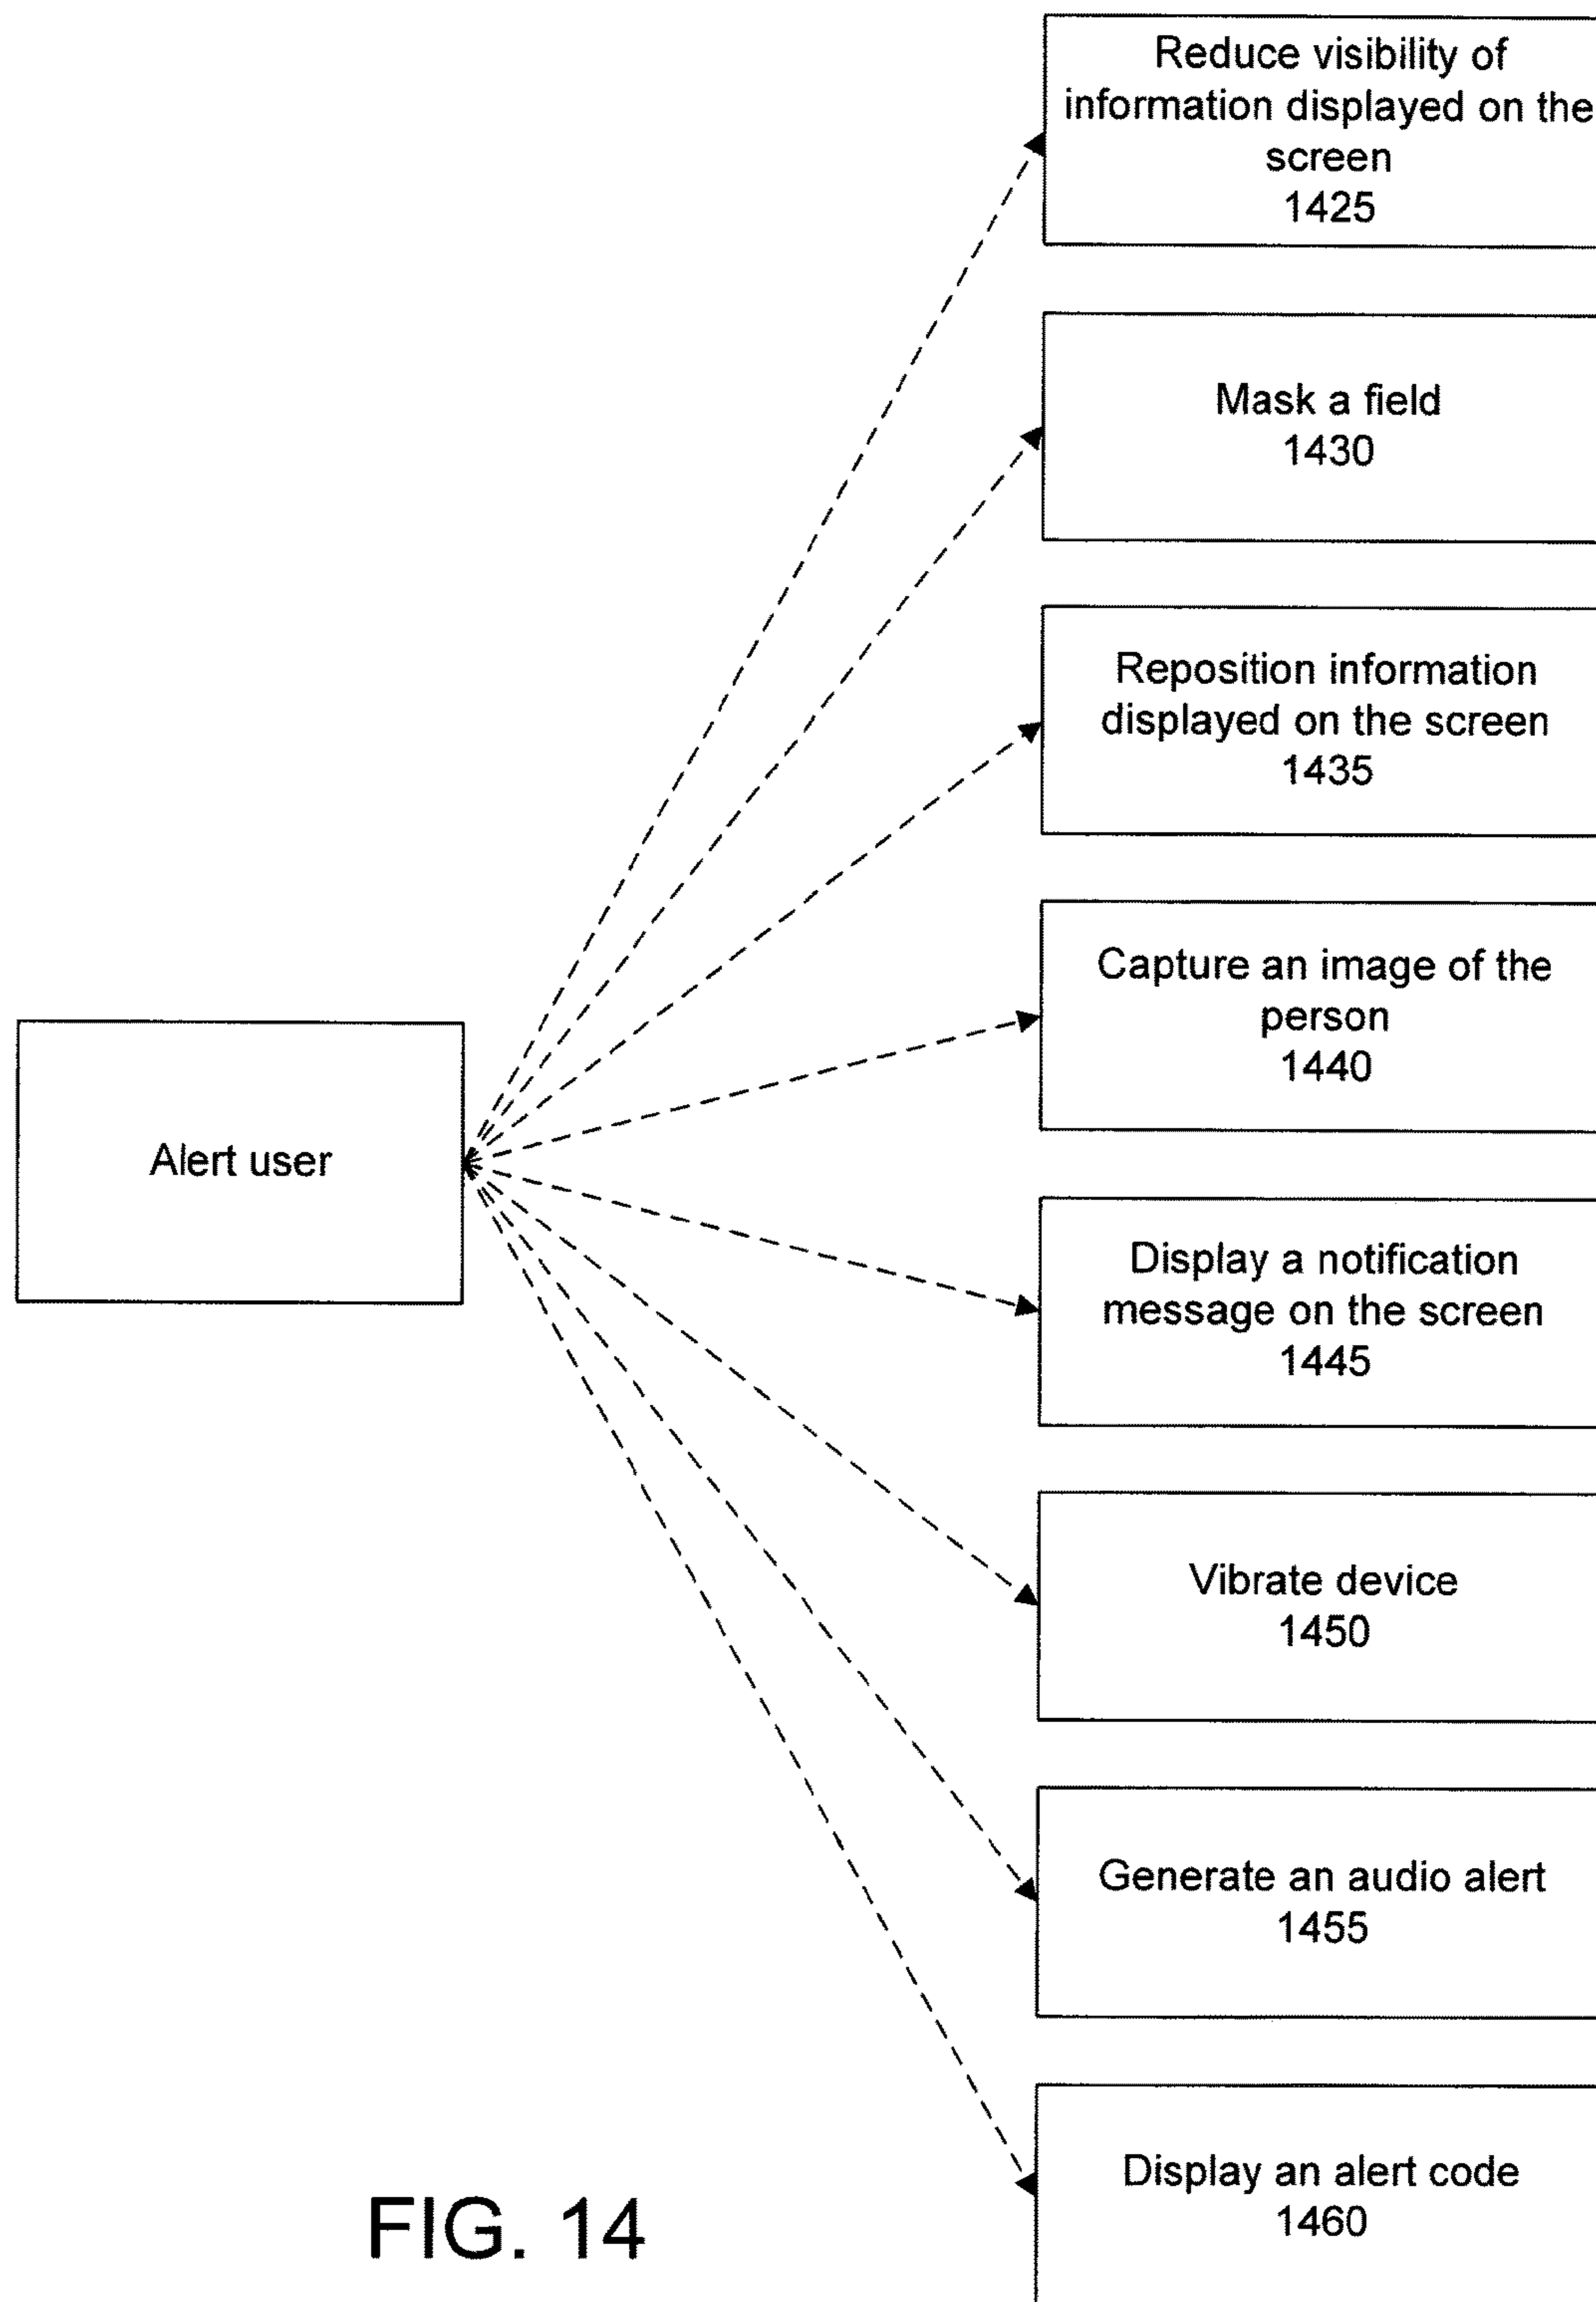 Reduce visibility of
information displayed on the
screen
1425
Mask a field
1430
Reposition information
displayed on the screen
1435
Capture an image of the
person
1440
Alert user
Display a notification
message on the screen
1445
Vibrate device
1450
Generate an audio alert
1455
Display an alert code
1460
FIG. 14